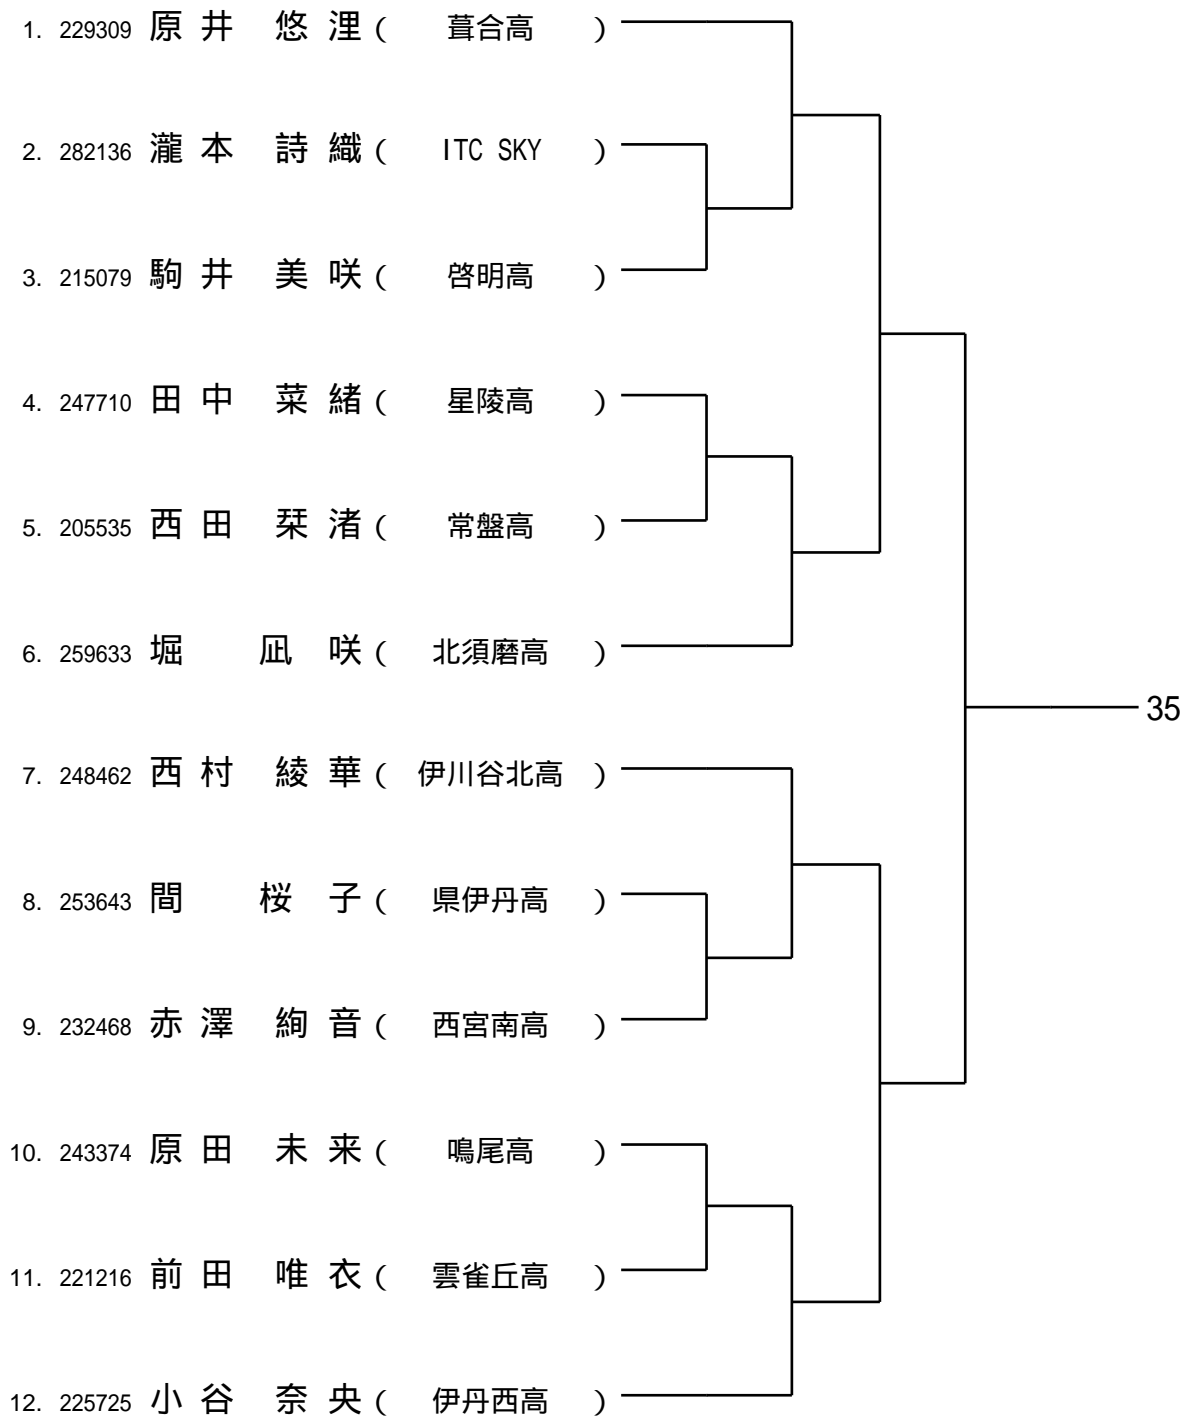 1. 229309 原井 悠浬 ( 葺合高 )
2. 282136 瀧本 詩織 ( ITC SKY )
3. 215079 駒井 美咲 ( 啓明高 )
4. 247710 田中 菜緒 ( 星陵高 )
5. 205535 西田 栞渚 ( 常盤高 )
6. 259633 堀 凪咲 ( 北須磨高 )
35
7. 248462 西村 綾華 ( 伊川谷北高 )
8. 253643 間 桜子 ( 県伊丹高 )
9. 232468 赤澤 絢音 ( 西宮南高 )
10. 243374 原田 未来 ( 鳴尾高 )
11. 221216 前田 唯衣 ( 雲雀丘高 )
12. 225725 小谷 奈央 ( 伊丹西高 )